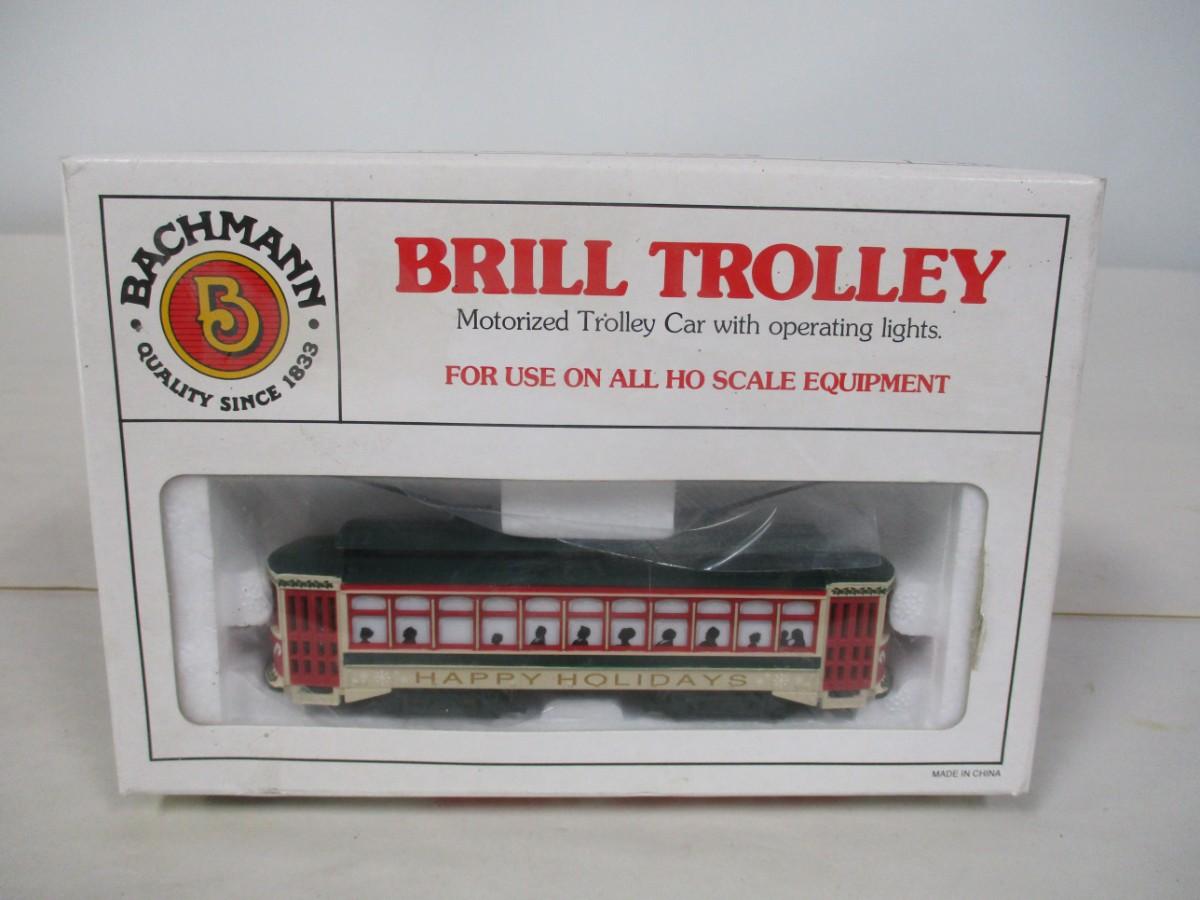 BACHMANN
B
QUALITY SINCE 1833
BRILL TROLLEY
Motorized Trolley Car with operating lights.
FOR USE ON ALL HO SCALE EQUIPMENT
HAPPY HOLIDAYS
MADE IN CHINA